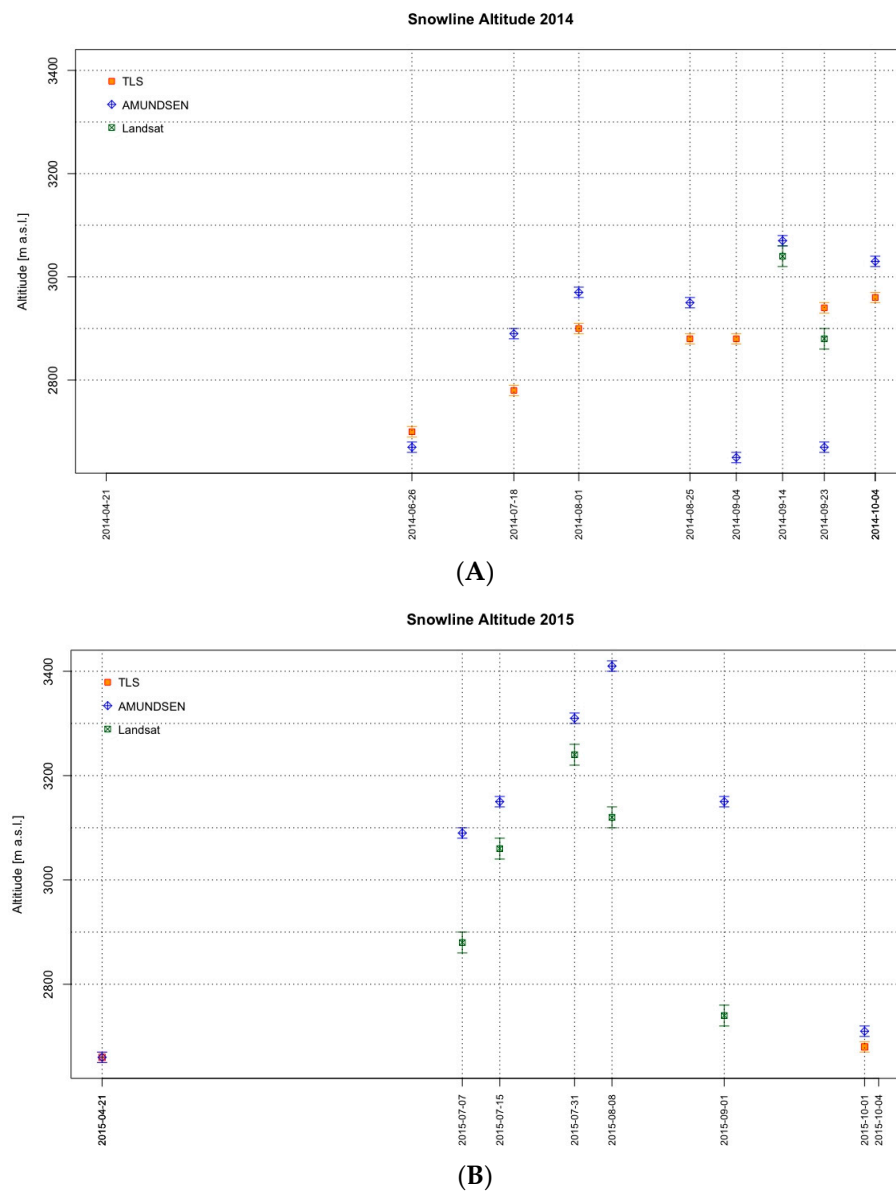 Snowline Altitude 2014
Altitiude [m a.s.l.]
3400
3200
3000
2800
TLS
AMUNDSEN
Landsat
2014-04-21
2014-06-26
2014-07-18
2014-08-01
2014-08-25
2014-09-04
2014-09-14
2014-09-23
2014-10-04
(A)
Snowline Altitude 2015
Altitiude [m a.s.l.]
3400
3200
3000
2800
TLS
AMUNDSEN
Landsat
2015-04-21
2015-07-07
2015-07-15
2015-07-31
2015-08-08
2015-09-01
2015-10-01
2015-10-04
(B)